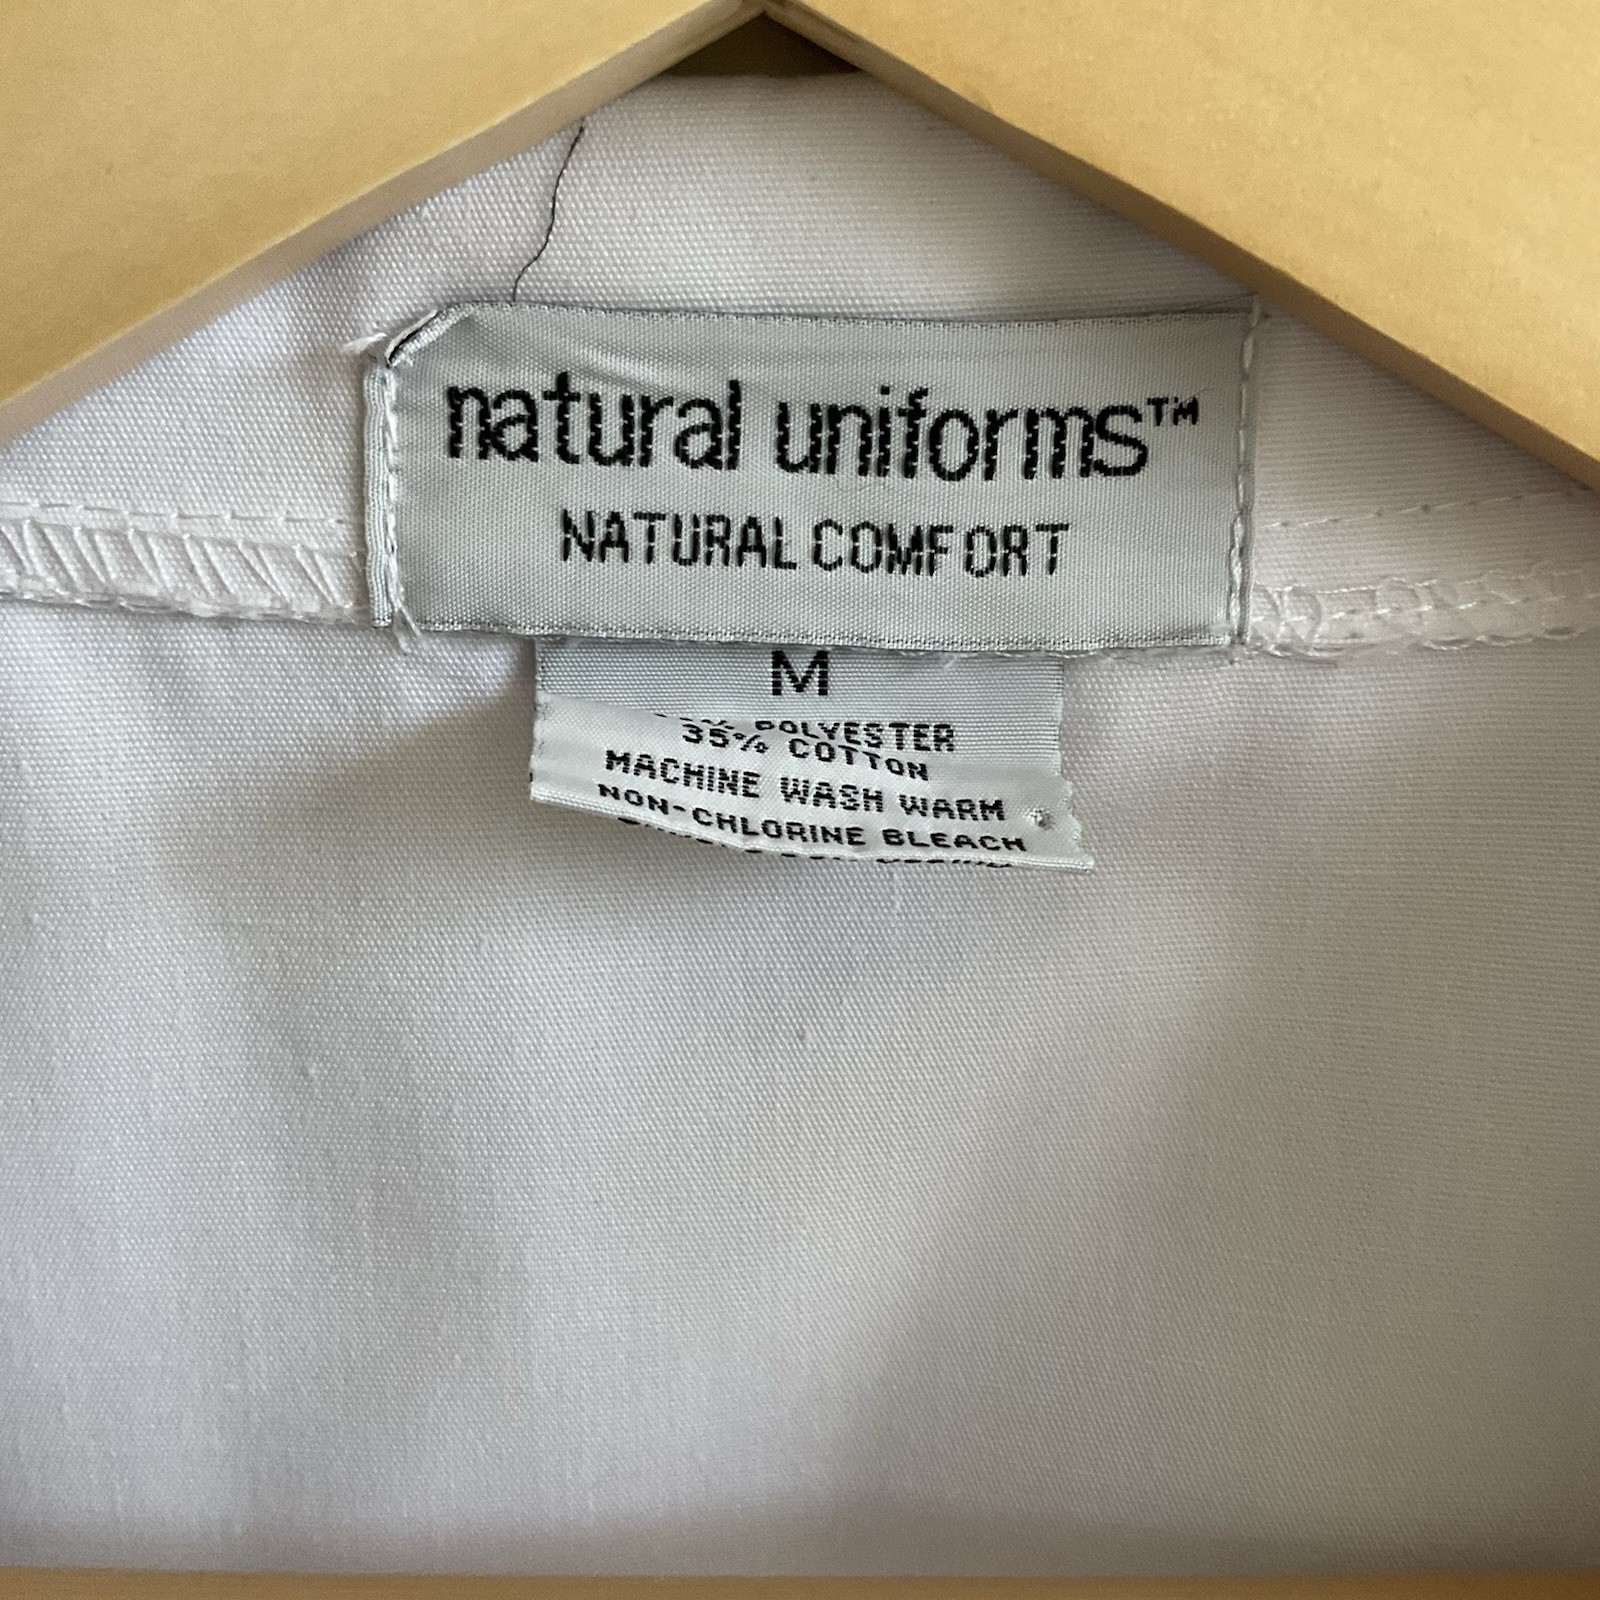 natural uniforms™
NATURAL COMFORT
M
% POLYESTER
35% COTTON
MACHINE WASH WARM
NON-CHLORINE BLEACH